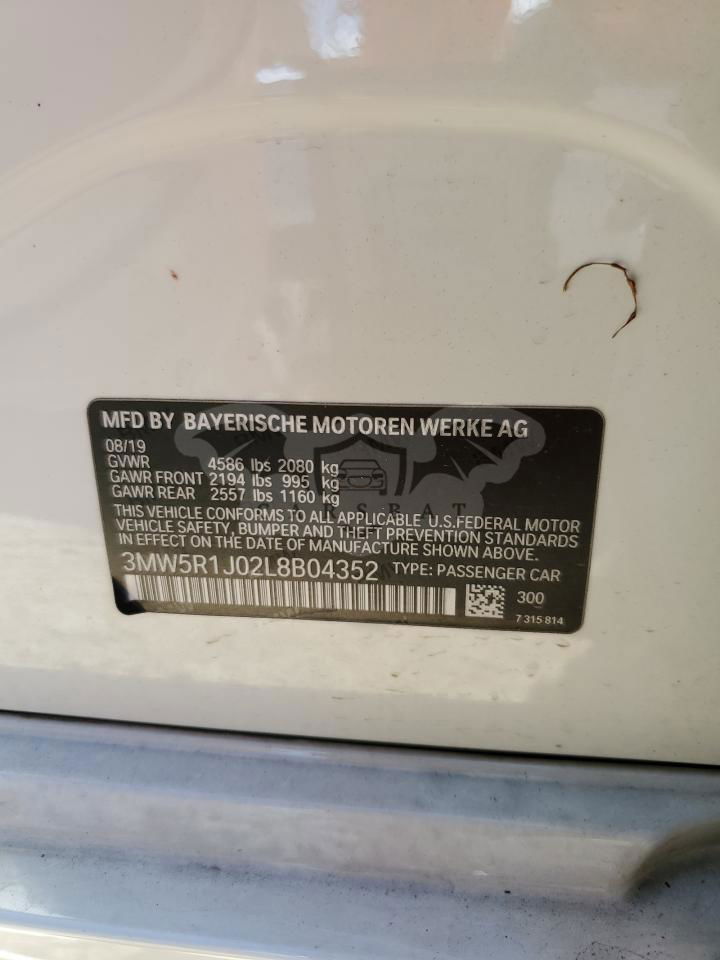 MFD BY BAYERISCHE MOTOREN WERKE AG
08/19
GVWR 4586 lbs 2080 kg
GAWR FRONT 2194 lbs 995 kg
GAWR REAR 2557 lbs 1160 kg
CARSBAT
THIS VEHICLE CONFORMS TO ALL APPLICABLE U.S.FEDERAL MOTOR
VEHICLE SAFETY, BUMPER AND THEFT PREVENTION STANDARDS
IN EFFECT ON THE DATE OF MANUFACTURE SHOWN ABOVE.
3MW5R1J02L8B04352 TYPE: PASSENGER CAR
300
7 315 814